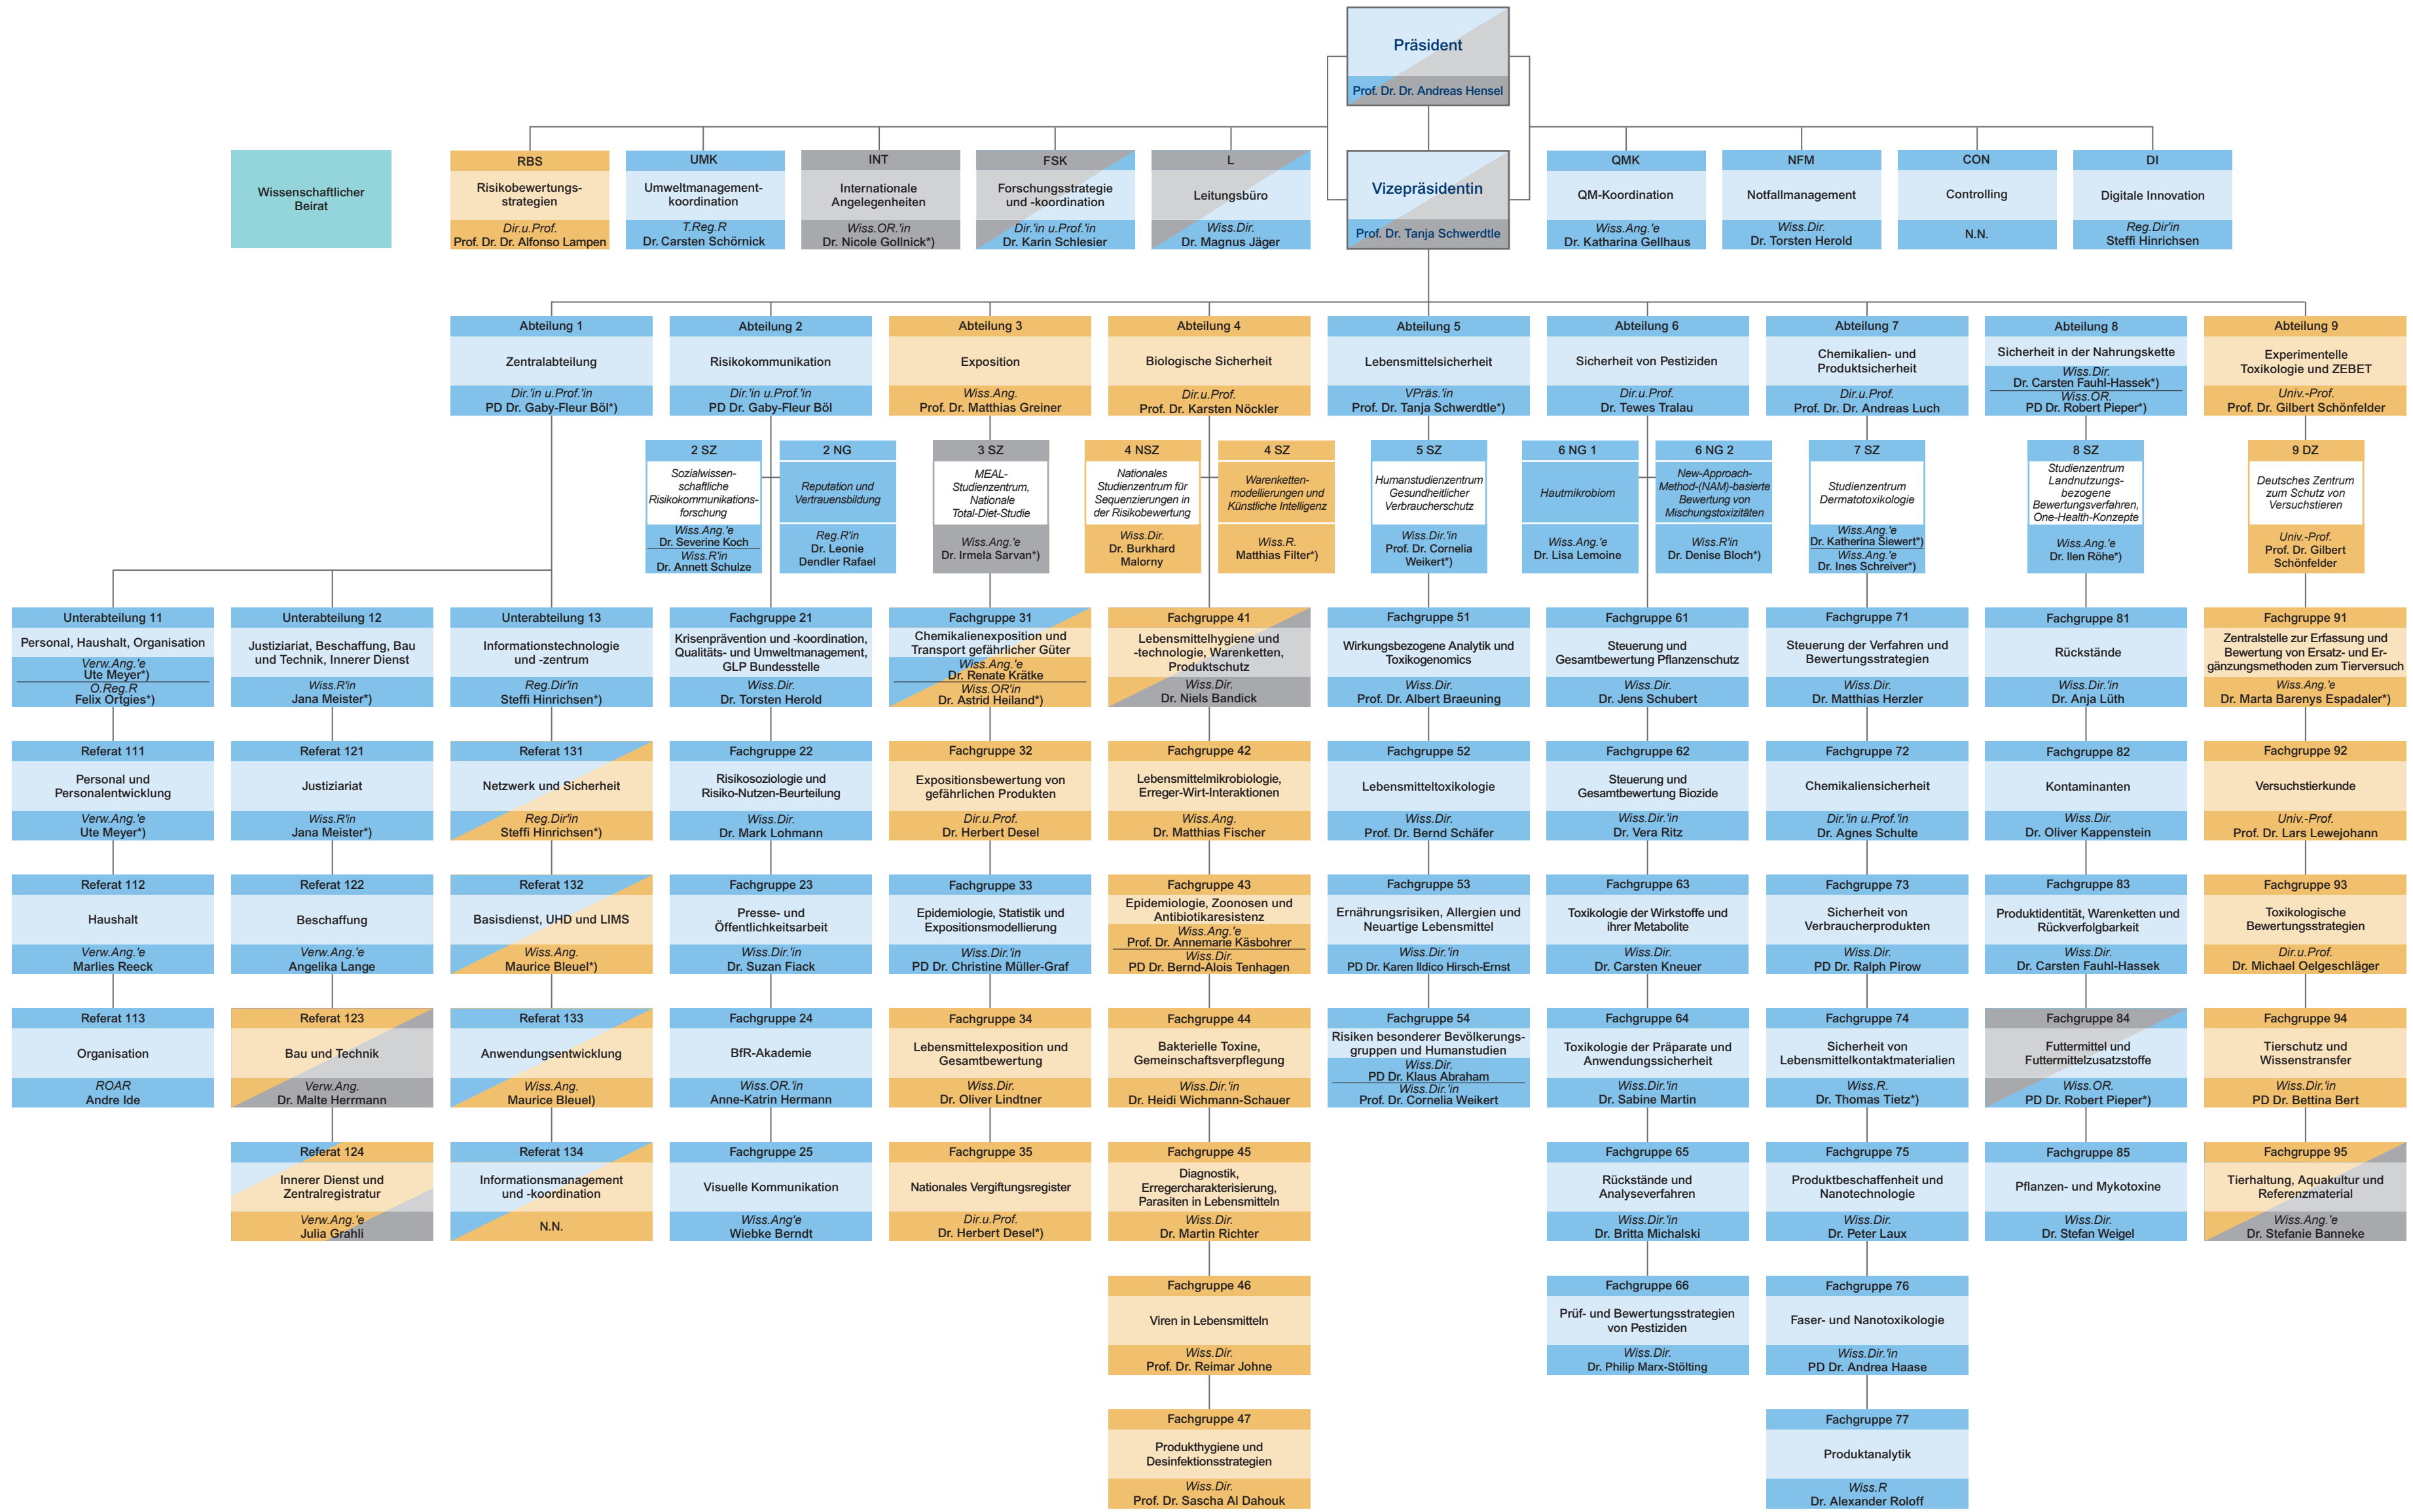 Präsident
Prof. Dr. Dr. Andreas Hensel
Wissenschaftlicher
Beirat
RBS
Risikobewertungs-
strategien
Dir.u.Prof.
Prof. Dr. Dr. Alfonso Lampen
UMK
Umweltmanagement-
koordination
T.Reg.R
Dr. Carsten Schörnick
INT
Internationale
Angelegenheiten
Wiss.OR.'in
Dr. Nicole Gollnick*)
FSK
Forschungsstrategie
und -koordination
Dir.'in u.Prof.'in
Dr. Karin Schlesier
L
Leitungsbüro
Wiss.Dir.
Dr. Magnus Jäger
Vizepräsidentin
Prof. Dr. Tanja Schwerdtle
QMK
QM-Koordination
Wiss.Ang.'e
Dr. Katharina Gellhaus
NFM
Notfallmanagement
Wiss.Dir.
Dr. Torsten Herold
CON
Controlling
N.N.
DI
Digitale Innovation
Reg.Dir'in
Steffi Hinrichsen
Abteilung 1
Zentralabteilung
Dir.'in u.Prof.'in
PD Dr. Gaby-Fleur Böl*)
Abteilung 2
Risikokommunikation
Dir.'in u.Prof.'in
PD Dr. Gaby-Fleur Böl
Abteilung 3
Exposition
Wiss.Ang.
Prof. Dr. Matthias Greiner
Abteilung 4
Biologische Sicherheit
Dir.u.Prof.
Prof. Dr. Karsten Nöckler
Abteilung 5
Lebensmittelsicherheit
VPräs.'in
Prof. Dr. Tanja Schwerdtle*)
Abteilung 6
Sicherheit von Pestiziden
Dir.u.Prof.
Dr. Tewes Tralau
Abteilung 7
Chemikalien- und
Produktsicherheit
Dir.u.Prof.
Prof. Dr. Dr. Andreas Luch
Abteilung 8
Sicherheit in der Nahrungskette
Wiss.Dir.
Dr. Carsten Fauhl-Hassek*)
Wiss.OR.
PD Dr. Robert Pieper*)
Abteilung 9
Experimentelle
Toxikologie und ZEBET
Univ.-Prof.
Prof. Dr. Gilbert Schönfelder
2 SZ
Sozialwissen-
schaftliche
Risikokommunikations-
forschung
Wiss.Ang.'e
Dr. Severine Koch
Wiss.R'in
Dr. Annett Schulze
2 NG
Reputation und
Vertrauensbildung
Reg.R'in
Dr. Leonie
Dendler Rafael
3 SZ
MEAL-
Studienzentrum,
Nationale
Total-Diet-Studie
Wiss.Ang.'e
Dr. Irmela Sarvan*)
4 NSZ
Nationales
Studienzentrum für
Sequenzierungen in
der Risikobewertung
Wiss.Dir.
Dr. Burkhard
Malorny
4 SZ
Warenketten-
modellierungen und
Künstliche Intelligenz
Wiss.R.
Matthias Filter*)
5 SZ
Humanstudienzentrum
Gesundheitlicher
Verbraucherschutz
Wiss.Dir.'in
Prof. Dr. Cornelia
Weikert*)
6 NG 1
Hautmikrobiom
Wiss.Ang.'e
Dr. Lisa Lemoine
6 NG 2
New-Approach-
Method-(NAM)-basierte
Bewertung von
Mischungstoxizitäten
Wiss.R'in
Dr. Denise Bloch*)
7 SZ
Studienzentrum
Dermatotoxikologie
Wiss.Ang.'e
Dr. Katherina Siewert*)
Wiss.Ang.'e
Dr. Ines Schreiver*)
8 SZ
Studienzentrum
Landnutzungs-
bezogene
Bewertungsverfahren,
One-Health-Konzepte
Wiss.Ang.'e
Dr. Ilen Röhe*)
9 DZ
Deutsches Zentrum
zum Schutz von
Versuchstieren
Univ.-Prof.
Prof. Dr. Gilbert
Schönfelder
Unterabteilung 11
Personal, Haushalt, Organisation
Verw.Ang.'e
Ute Meyer*)
O.Reg.R
Felix Ortgies*)
Unterabteilung 12
Justiziariat, Beschaffung, Bau
und Technik, Innerer Dienst
Wiss.R'in
Jana Meister*)
Unterabteilung 13
Informationstechnologie
und -zentrum
Reg.Dir'in
Steffi Hinrichsen*)
Fachgruppe 21
Krisenprävention und -koordination,
Qualitäts- und Umweltmanagement,
GLP Bundesstelle
Wiss.Dir.
Dr. Torsten Herold
Fachgruppe 31
Chemikalienexposition und
Transport gefährlicher Güter
Wiss.Ang.'e
Dr. Renate Krätke
Wiss.OR'in
Dr. Astrid Heiland*)
Fachgruppe 41
Lebensmittelhygiene und
-technologie, Warenketten,
Produktschutz
Wiss.Dir.
Dr. Niels Bandick
Fachgruppe 51
Wirkungsbezogene Analytik und
Toxikogenomics
Wiss.Dir.
Prof. Dr. Albert Braeuning
Fachgruppe 61
Steuerung und
Gesamtbewertung Pflanzenschutz
Wiss.Dir.
Dr. Jens Schubert
Fachgruppe 71
Steuerung der Verfahren und
Bewertungsstrategien
Wiss.Dir.
Dr. Matthias Herzler
Fachgruppe 81
Rückstände
Wiss.Dir.'in
Dr. Anja Lüth
Fachgruppe 91
Zentralstelle zur Erfassung und
Bewertung von Ersatz- und Er-
gänzungsmethoden zum Tierversuch
Wiss.Ang.'e
Dr. Marta Barenys Espadaler*)
Referat 111
Personal und
Personalentwicklung
Verw.Ang.'e
Ute Meyer*)
Referat 121
Justiziariat
Wiss.R'in
Jana Meister*)
Referat 131
Netzwerk und Sicherheit
Reg.Dir'in
Steffi Hinrichsen*)
Fachgruppe 22
Risikosoziologie und
Risiko-Nutzen-Beurteilung
Wiss.Dir.
Dr. Mark Lohmann
Fachgruppe 32
Expositionsbewertung von
gefährlichen Produkten
Dir.u.Prof.
Dr. Herbert Desel
Fachgruppe 42
Lebensmittelmikrobiologie,
Erreger-Wirt-Interaktionen
Wiss.Ang.
Dr. Matthias Fischer
Fachgruppe 52
Lebensmitteltoxikologie
Wiss.Dir.
Prof. Dr. Bernd Schäfer
Fachgruppe 62
Steuerung und
Gesamtbewertung Biozide
Wiss.Dir.'in
Dr. Vera Ritz
Fachgruppe 72
Chemikaliensicherheit
Dir.'in u.Prof.'in
Dr. Agnes Schulte
Fachgruppe 82
Kontaminanten
Wiss.Dir.
Dr. Oliver Kappenstein
Fachgruppe 92
Versuchstierkunde
Univ.-Prof.
Prof. Dr. Lars Lewejohann
Referat 112
Haushalt
Verw.Ang.'e
Marlies Reeck
Referat 122
Beschaffung
Verw.Ang.'e
Angelika Lange
Referat 132
Basisdienst, UHD und LIMS
Wiss.Ang.
Maurice Bleuel*)
Fachgruppe 23
Presse- und
Öffentlichkeitsarbeit
Wiss.Dir.'in
Dr. Suzan Fiack
Fachgruppe 33
Epidemiologie, Statistik und
Expositionsmodellierung
Wiss.Dir.'in
PD Dr. Christine Müller-Graf
Fachgruppe 43
Epidemiologie, Zoonosen und
Antibiotikaresistenz
Wiss.Ang.'e
Prof. Dr. Annemarie Käsbohrer
Wiss.Dir.
PD Dr. Bernd-Alois Tenhagen
Fachgruppe 53
Ernährungsrisiken, Allergien und
Neuartige Lebensmittel
Wiss.Dir.'in
PD Dr. Karen Ildico Hirsch-Ernst
Fachgruppe 63
Toxikologie der Wirkstoffe und
ihrer Metabolite
Wiss.Dir.
Dr. Carsten Kneuer
Fachgruppe 73
Sicherheit von
Verbraucherprodukten
Wiss.Dir.
PD Dr. Ralph Pirow
Fachgruppe 83
Produktidentität, Warenketten und
Rückverfolgbarkeit
Wiss.Dir.
Dr. Carsten Fauhl-Hassek
Fachgruppe 93
Toxikologische
Bewertungsstrategien
Dir.u.Prof.
Dr. Michael Oelgeschläger
Referat 113
Organisation
ROAR
Andre Ide
Referat 123
Bau und Technik
Verw.Ang.
Dr. Malte Herrmann
Referat 133
Anwendungsentwicklung
Wiss.Ang.
Maurice Bleuel)
Fachgruppe 24
BfR-Akademie
Wiss.OR.'in
Anne-Katrin Hermann
Fachgruppe 34
Lebensmittelexposition und
Gesamtbewertung
Wiss.Dir.
Dr. Oliver Lindtner
Fachgruppe 44
Bakterielle Toxine,
Gemeinschaftsverpflegung
Wiss.Dir.'in
Dr. Heidi Wichmann-Schauer
Fachgruppe 54
Risiken besonderer Bevölkerungs-
gruppen und Humanstudien
Wiss.Dir.
PD Dr. Klaus Abraham
Wiss.Dir.'in
Prof. Dr. Cornelia Weikert
Fachgruppe 64
Toxikologie der Präparate und
Anwendungssicherheit
Wiss.Dir.'in
Dr. Sabine Martin
Fachgruppe 74
Sicherheit von
Lebensmittelkontaktmaterialien
Wiss.R.
Dr. Thomas Tietz*)
Fachgruppe 84
Futtermittel und
Futtermittelzusatzstoffe
Wiss.OR.
PD Dr. Robert Pieper*)
Fachgruppe 94
Tierschutz und
Wissenstransfer
Wiss.Dir.'in
PD Dr. Bettina Bert
Referat 124
Innerer Dienst und
Zentralregistratur
Verw.Ang.'e
Julia Grahli
Referat 134
Informationsmanagement
und -koordination
N.N.
Fachgruppe 25
Visuelle Kommunikation
Wiss.Ang'e
Wiebke Berndt
Fachgruppe 35
Nationales Vergiftungsregister
Dir.u.Prof.
Dr. Herbert Desel*)
Fachgruppe 45
Diagnostik,
Erregercharakterisierung,
Parasiten in Lebensmitteln
Wiss.Dir.
Dr. Martin Richter
Fachgruppe 65
Rückstände und
Analyseverfahren
Wiss.Dir.'in
Dr. Britta Michalski
Fachgruppe 75
Produktbeschaffenheit und
Nanotechnologie
Wiss.Dir.
Dr. Peter Laux
Fachgruppe 85
Pflanzen- und Mykotoxine
Wiss.Dir.
Dr. Stefan Weigel
Fachgruppe 95
Tierhaltung, Aquakultur und
Referenzmaterial
Wiss.Ang.'e
Dr. Stefanie Banneke
Fachgruppe 46
Viren in Lebensmitteln
Wiss.Dir.
Prof. Dr. Reimar Johne
Fachgruppe 66
Prüf- und Bewertungsstrategien
von Pestiziden
Wiss.Dir.
Dr. Philip Marx-Stölting
Fachgruppe 76
Faser- und Nanotoxikologie
Wiss.Dir.'in
PD Dr. Andrea Haase
Fachgruppe 47
Produkthygiene und
Desinfektionsstrategien
Wiss.Dir.
Prof. Dr. Sascha Al Dahouk
Fachgruppe 77
Produktanalytik
Wiss.R
Dr. Alexander Roloff